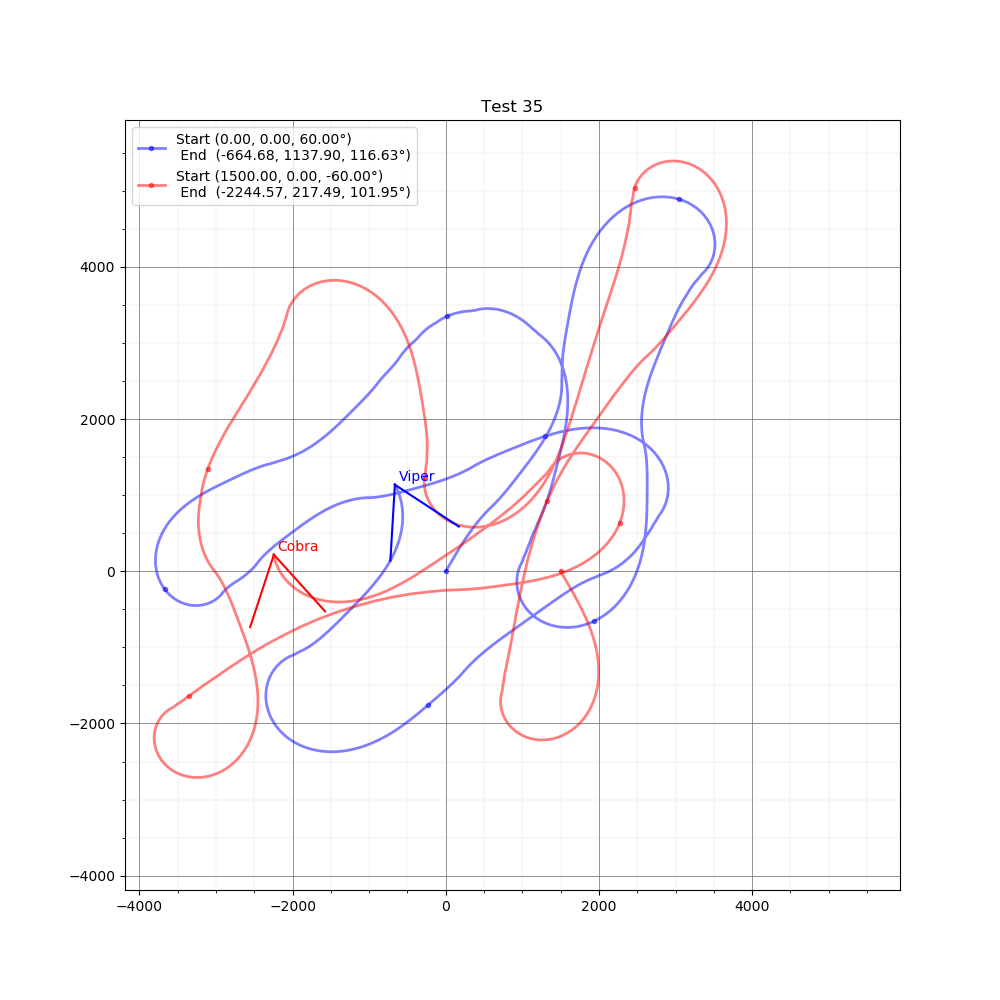 Test 35
Start (0.00, 0.00, 60.00°)
End  (-664.68, 1137.90, 116.63°)
Start (1500.00, 0.00, -60.00°)
End  (-2244.57, 217.49, 101.95°)
4000
2000
Viper
Cobra
0
−2000
−4000
−4000 −2000 0 2000 4000